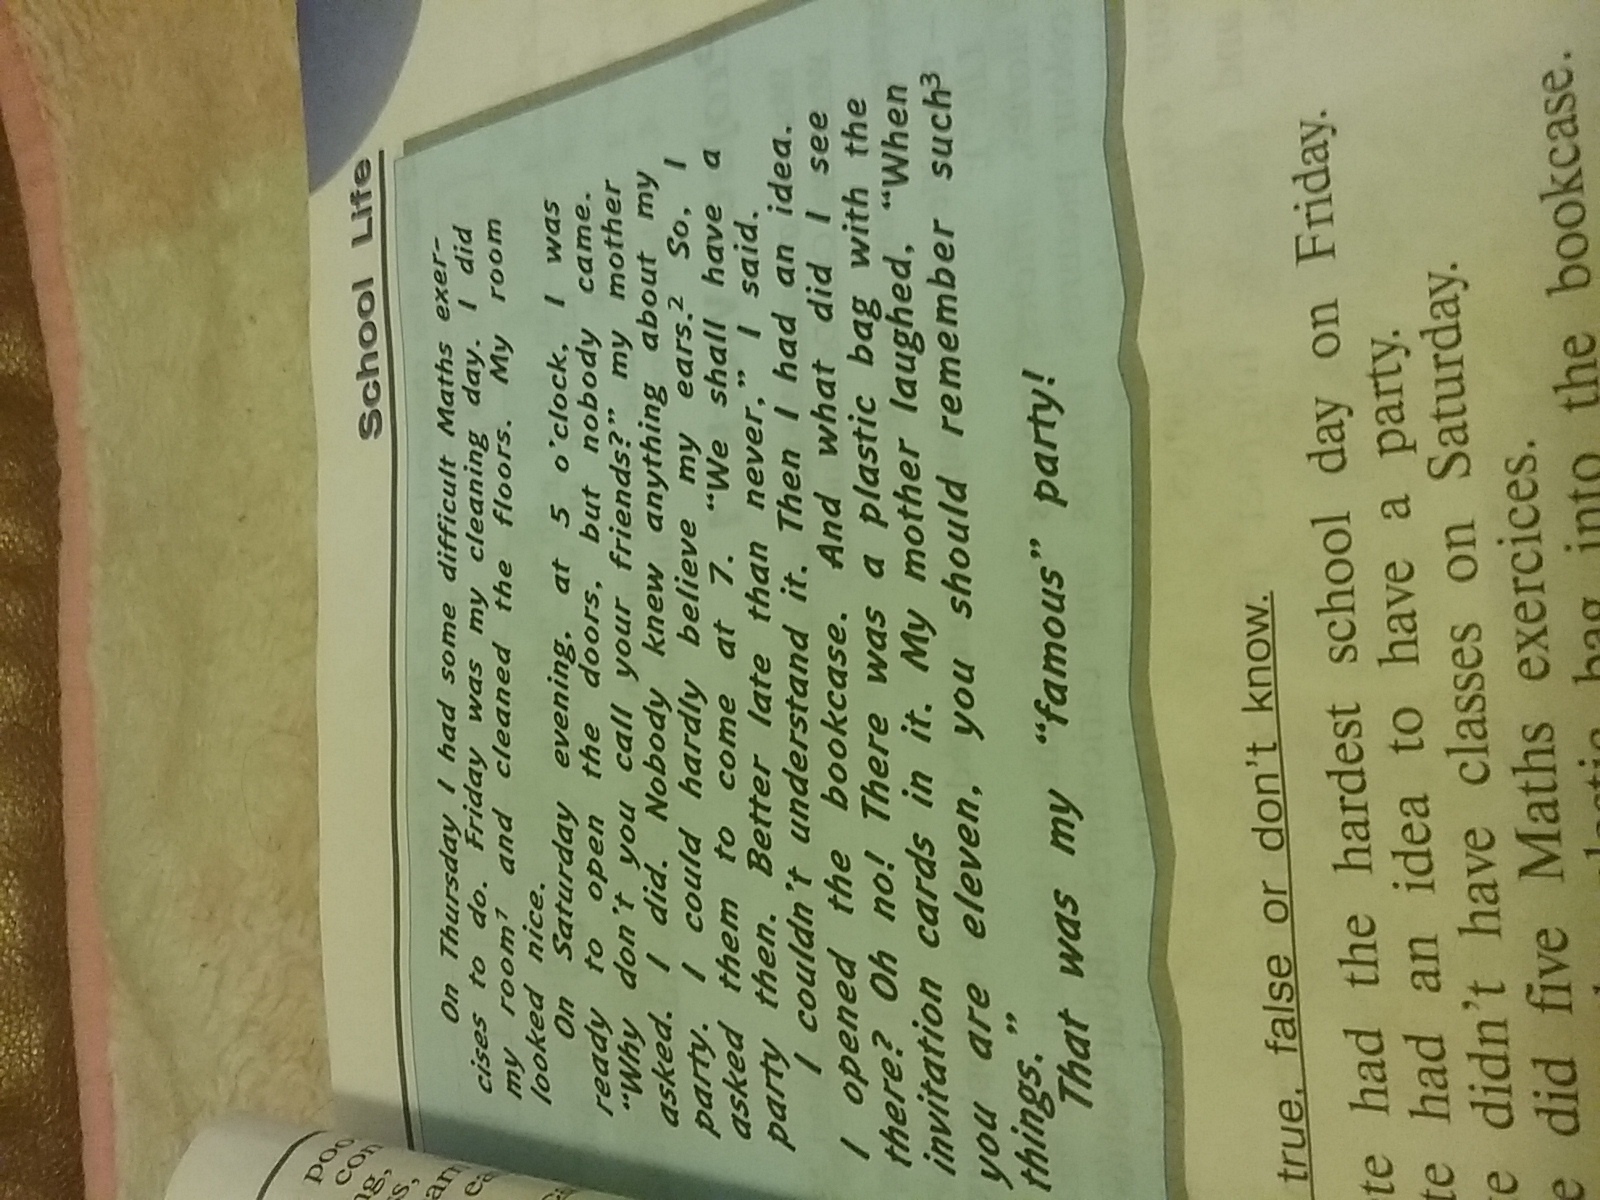 School Life
On Thursday I had some difficult Maths exer-
cises to do. Friday was my cleaning day. I did
my room¹ and cleaned the floors. My room
looked nice.
On Saturday evening, at 5 o'clock, I was
ready to open the doors, but nobody came.
"Why don't you call your friends?" my mother
asked. I did. Nobody knew anything about my
party. I could hardly believe my ears.² So, I
asked them to come at 7. "We shall have a
party then. Better late than never," I said.
I couldn't understand it. Then I had an idea.
I opened the bookcase. And what did I see
there? Oh no! There was a plastic bag with the
invitation cards in it. My mother laughed, "When
you are eleven, you should remember such³
things."
That was my "famous" party!
true, false or don't know.
te had the hardest school day on Friday.
te had an idea to have a party.
e didn't have classes on Saturday.
e did five Maths exercices.
bag into the bookcase.
poo
con
ng,